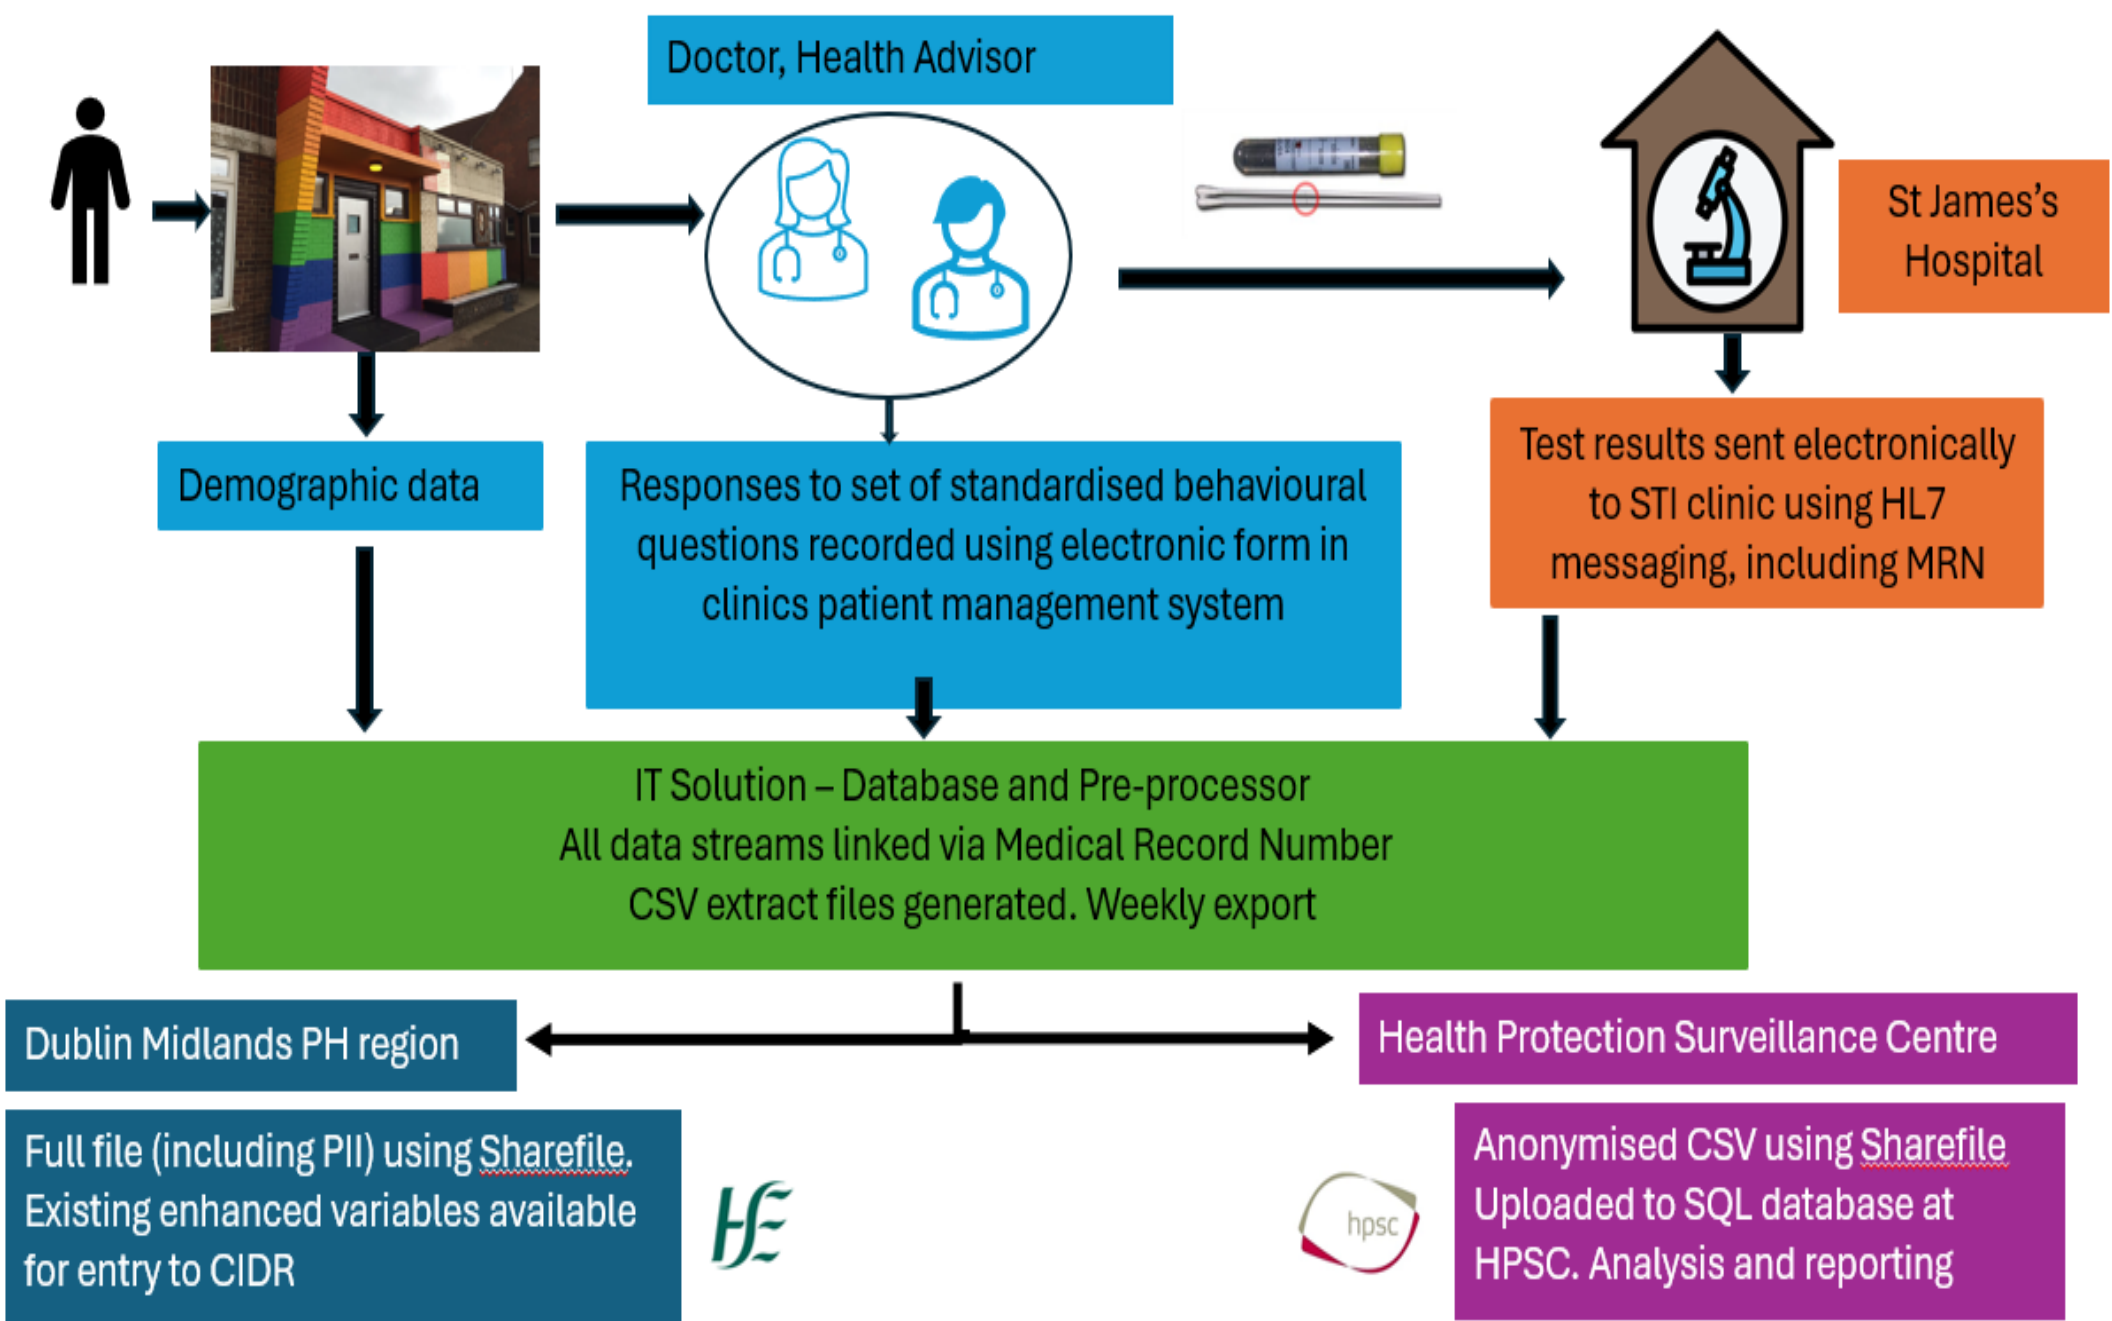 Doctor, Health Advisor
St James’s
Hospital
Demographic data
Responses to set of standardised behavioural
questions recorded using electronic form in
clinics patient management system
Test results sent electronically
to STI clinic using HL7
messaging, including MRN
IT Solution – Database and Pre-processor
All data streams linked via Medical Record Number
CSV extract files generated. Weekly export
Dublin Midlands PH region
Health Protection Surveillance Centre
Full file (including PII) using Sharefile.
Existing enhanced variables available
for entry to CIDR
HE
hpsc
Anonymised CSV using Sharefile
Uploaded to SQL database at
HPSC. Analysis and reporting